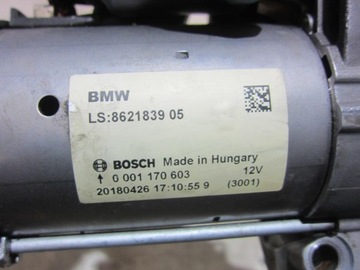 BMW
LS:8621839 05
BOSCH Made in Hungary
0 001 170 603 12V
20180426 17:10:55 9 (3001)